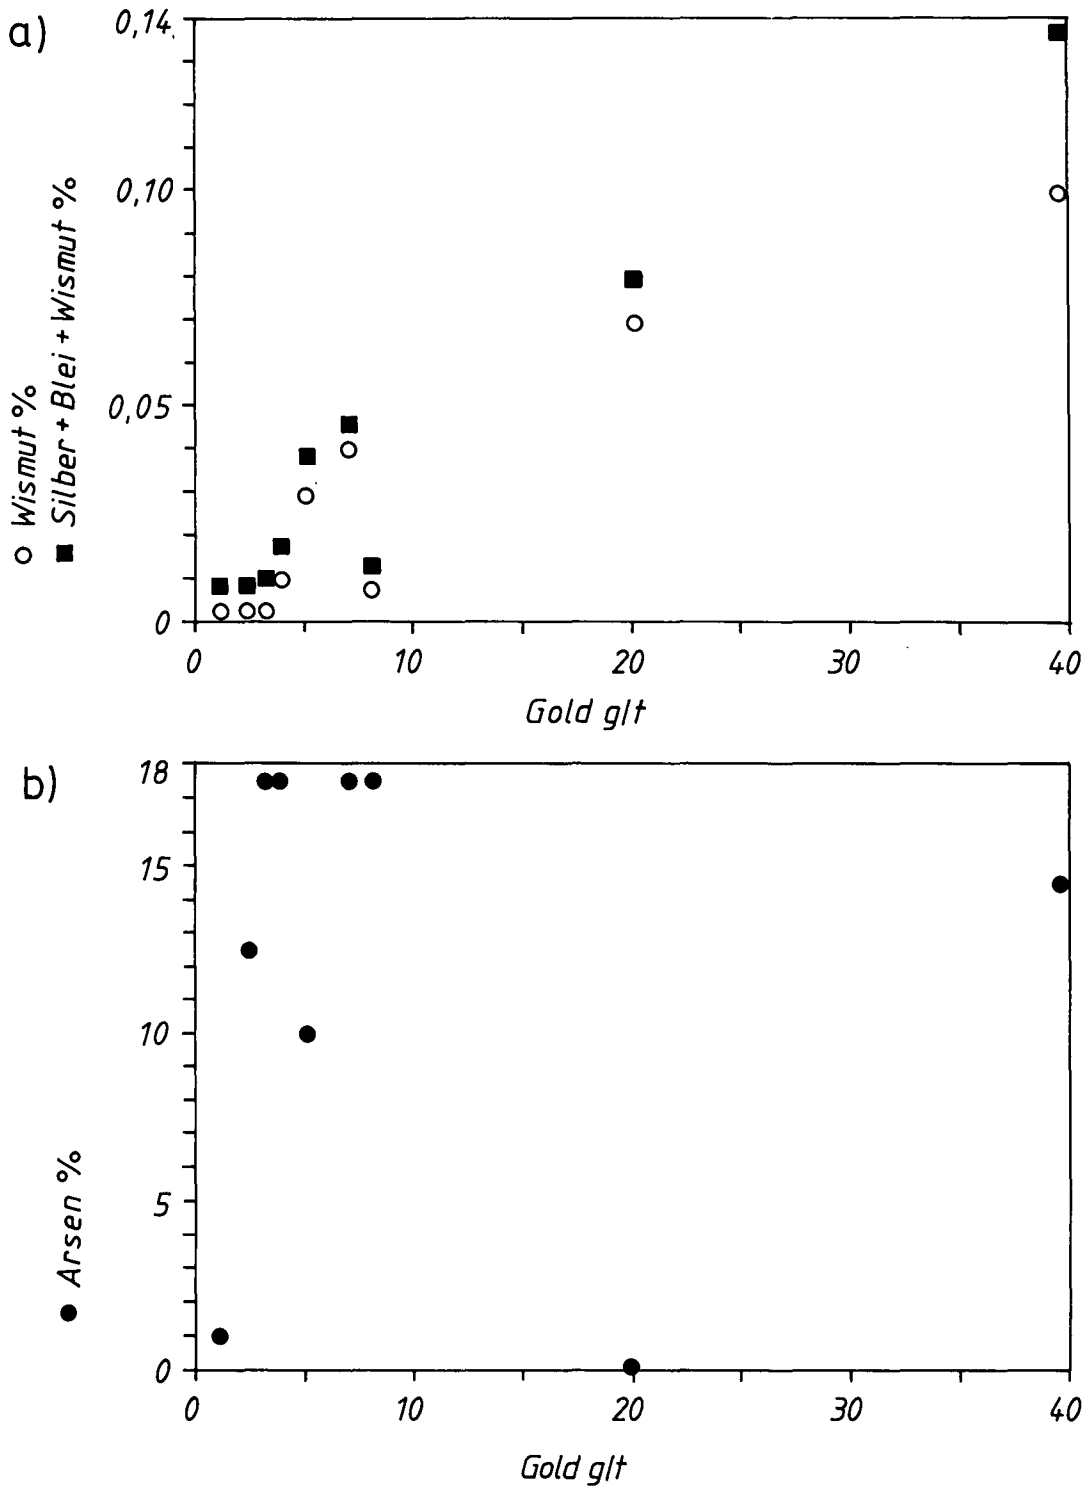 a)
0,14
0,10
0,05
0
○ Wismut %
■ Silber + Blei + Wismut %
0 10 20 30 40
Gold g/t
b)
18
15
10
5
0
● Arsen %
0 10 20 30 40
Gold g/t